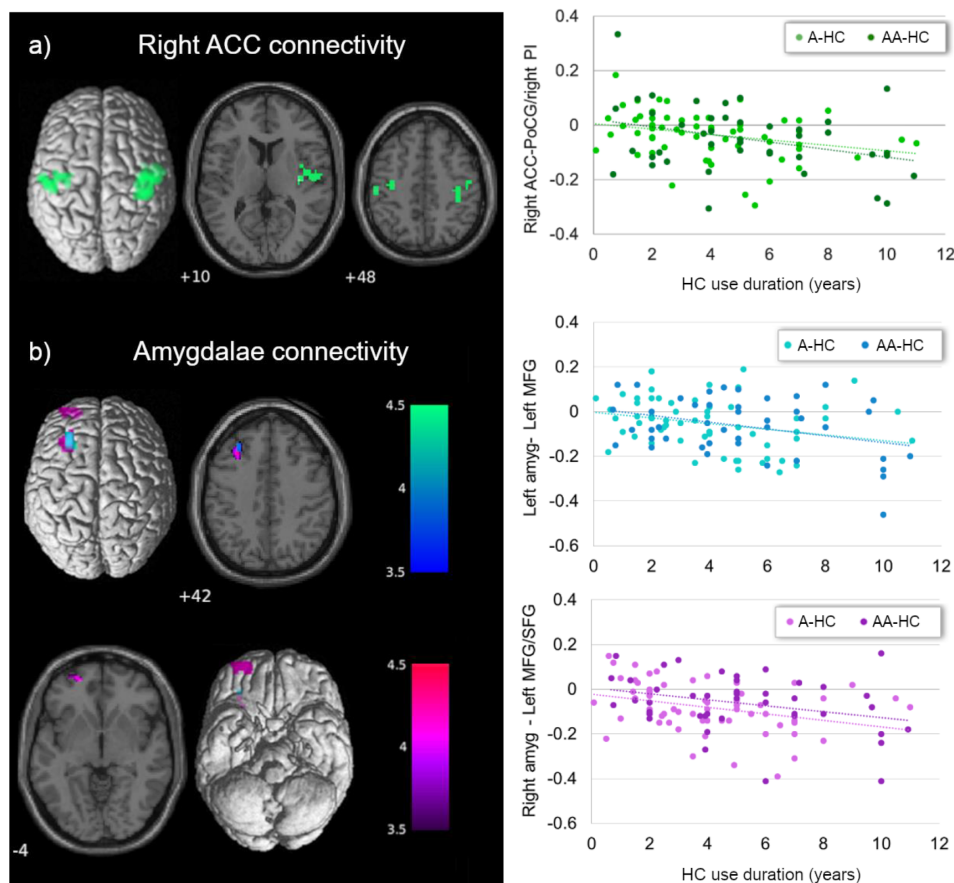 a) Right ACC connectivity
+10
+48
b) Amygdalae connectivity
4.5
4
3.5
+42
4.5
4
3.5
-4
A-HC AA-HC
0.4
0.2
0
-0.2
-0.4
Right ACC-PoCG/right PI
0 2 4 6 8 10 12
HC use duration (years)
A-HC AA-HC
0.4
0.2
0
-0.2
-0.4
-0.6
Left amyg- Left MFG
0 2 4 6 8 10 12
A-HC AA-HC
0.4
0.2
0
-0.2
-0.4
-0.6
Right amyg - Left MFG/SFG
0 2 4 6 8 10 12
HC use duration (years)